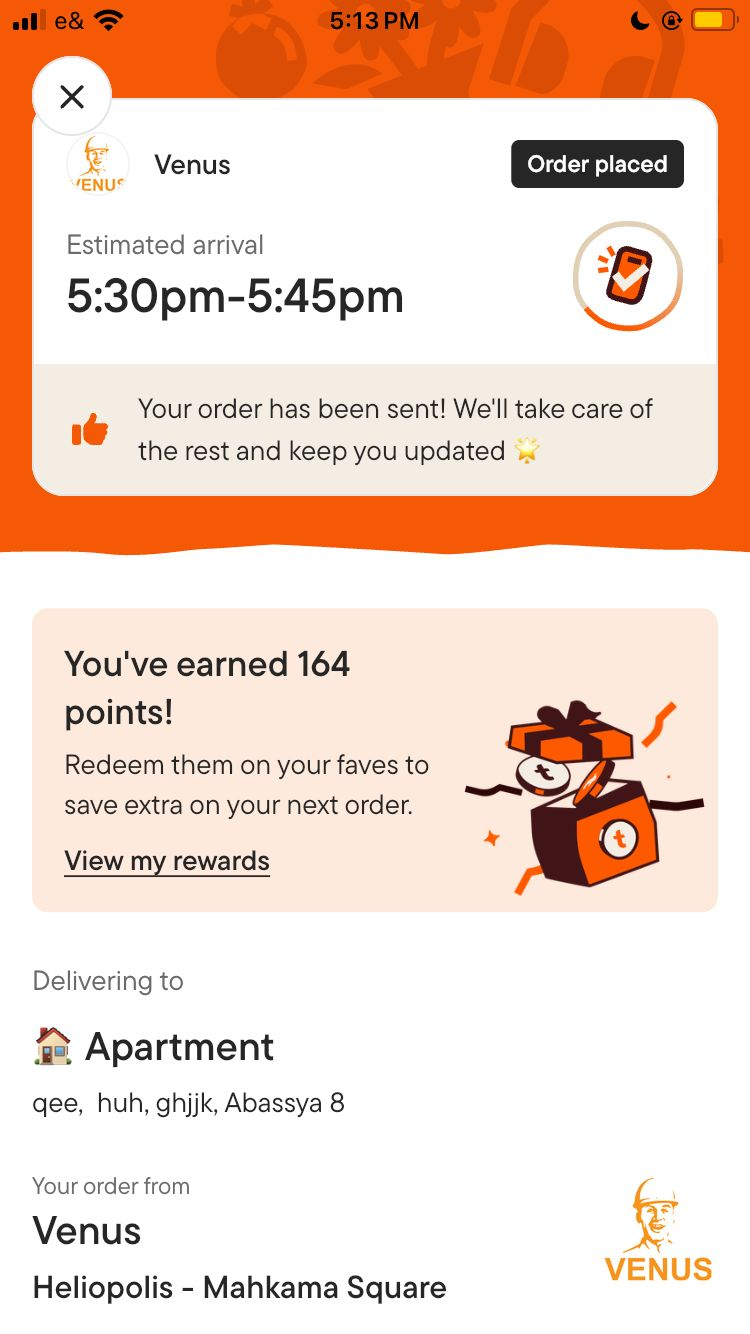 e& 5:13 PM
VENUS
Venus
Order placed
Estimated arrival
5:30pm-5:45pm
Your order has been sent! We'll take care of
the rest and keep you updated 🌟
You've earned 164
points!
Redeem them on your faves to
save extra on your next order.
View my rewards
t
t
Delivering to
🏠 Apartment
qee,  huh, ghjjk, Abassya 8
Your order from
Venus
Heliopolis - Mahkama Square
VENUS